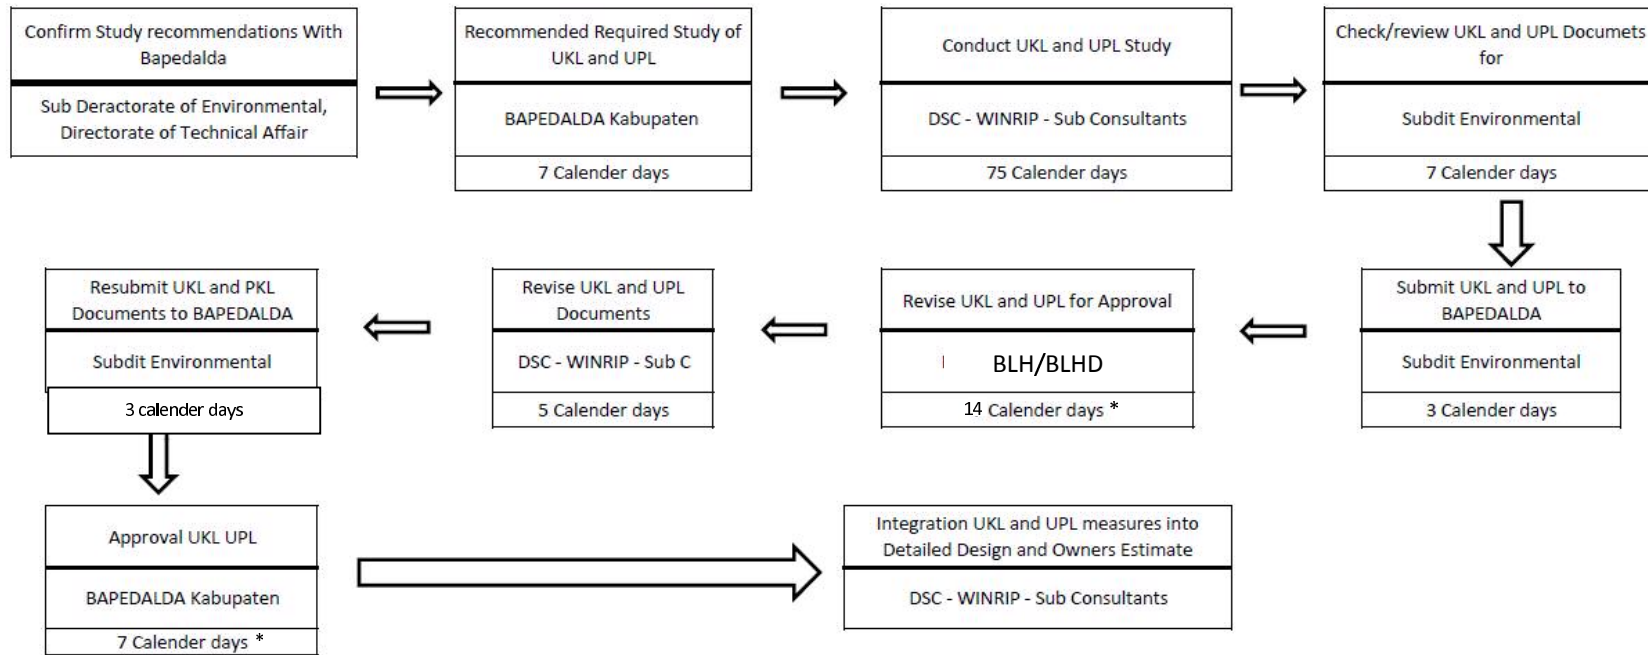 Confirm Study recommendations With
Bapedalda
Sub Deractorate of Environmental,
Directorate of Technical Affair
Recommended Required Study of
UKL and UPL
BAPEDALDA Kabupaten
7 Calender days
Conduct UKL and UPL Study
DSC - WINRIP - Sub Consultants
75 Calender days
Check/review UKL and UPL Documets
for
Subdit Environmental
7 Calender days
Submit UKL and UPL to
BAPEDALDA
Subdit Environmental
3 Calender days
Revise UKL and UPL for Approval
BLH/BLHD
14 Calender days *
Revise UKL and UPL
Documents
DSC - WINRIP - Sub C
5 Calender days
Resubmit UKL and PKL
Documents to BAPEDALDA
Subdit Environmental
3 calender days
Approval UKL UPL
BAPEDALDA Kabupaten
7 Calender days *
Integration UKL and UPL measures into
Detailed Design and Owners Estimate
DSC - WINRIP - Sub Consultants